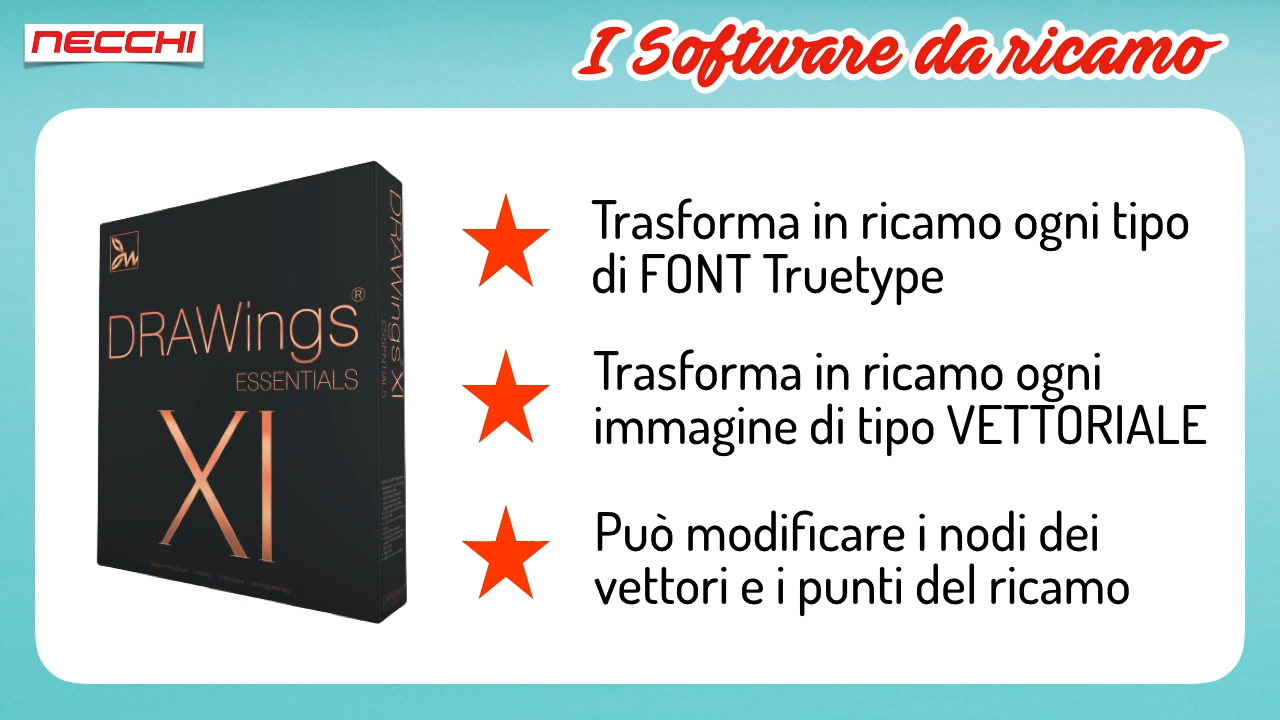 NECCHI
I Software da ricamo
DRAWings®
ESSENTIALS
XI
DRAWings XI
ESSENTIALS
Trasforma in ricamo ogni tipo
di FONT Truetype
Trasforma in ricamo ogni
immagine di tipo VETTORIALE
Può modificare i nodi dei
vettori e i punti del ricamo